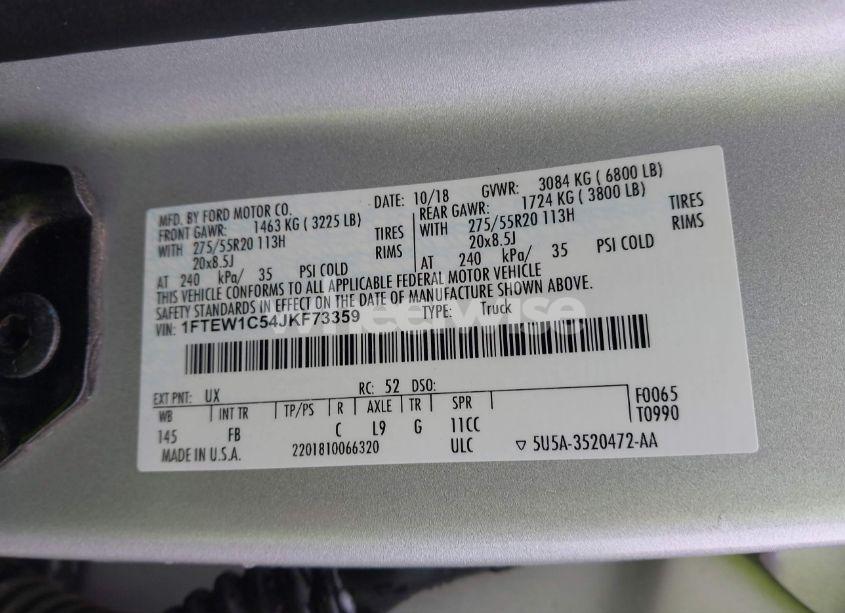 MFD. BY FORD MOTOR CO. DATE: 10/18 GVWR: 3084 KG ( 6800 LB)
FRONT GAWR: 1463 KG ( 3225 LB) REAR GAWR: 1724 KG ( 3800 LB)
WITH 275/55R20 113H TIRES WITH 275/55R20 113H TIRES
20x8.5J RIMS 20x8.5J RIMS
AT 240 kPa/ 35 PSI COLD AT 240 kPa/ 35 PSI COLD
THIS VEHICLE CONFORMS TO ALL APPLICABLE FEDERAL MOTOR VEHICLE
SAFETY STANDARDS IN EFFECT ON THE DATE OF MANUFACTURE SHOWN ABOVE.
VIN: 1FTEW1C54JKF73359 TYPE: Truck
wheelwise
EXT PNT: UX RC: 52 DSO:
WB INT TR TP/PS R AXLE TR SPR F0065
145 FB C L9 G 11CC T0990
MADE IN U.S.A. 2201810066320 ULC ▽ 5U5A-3520472-AA